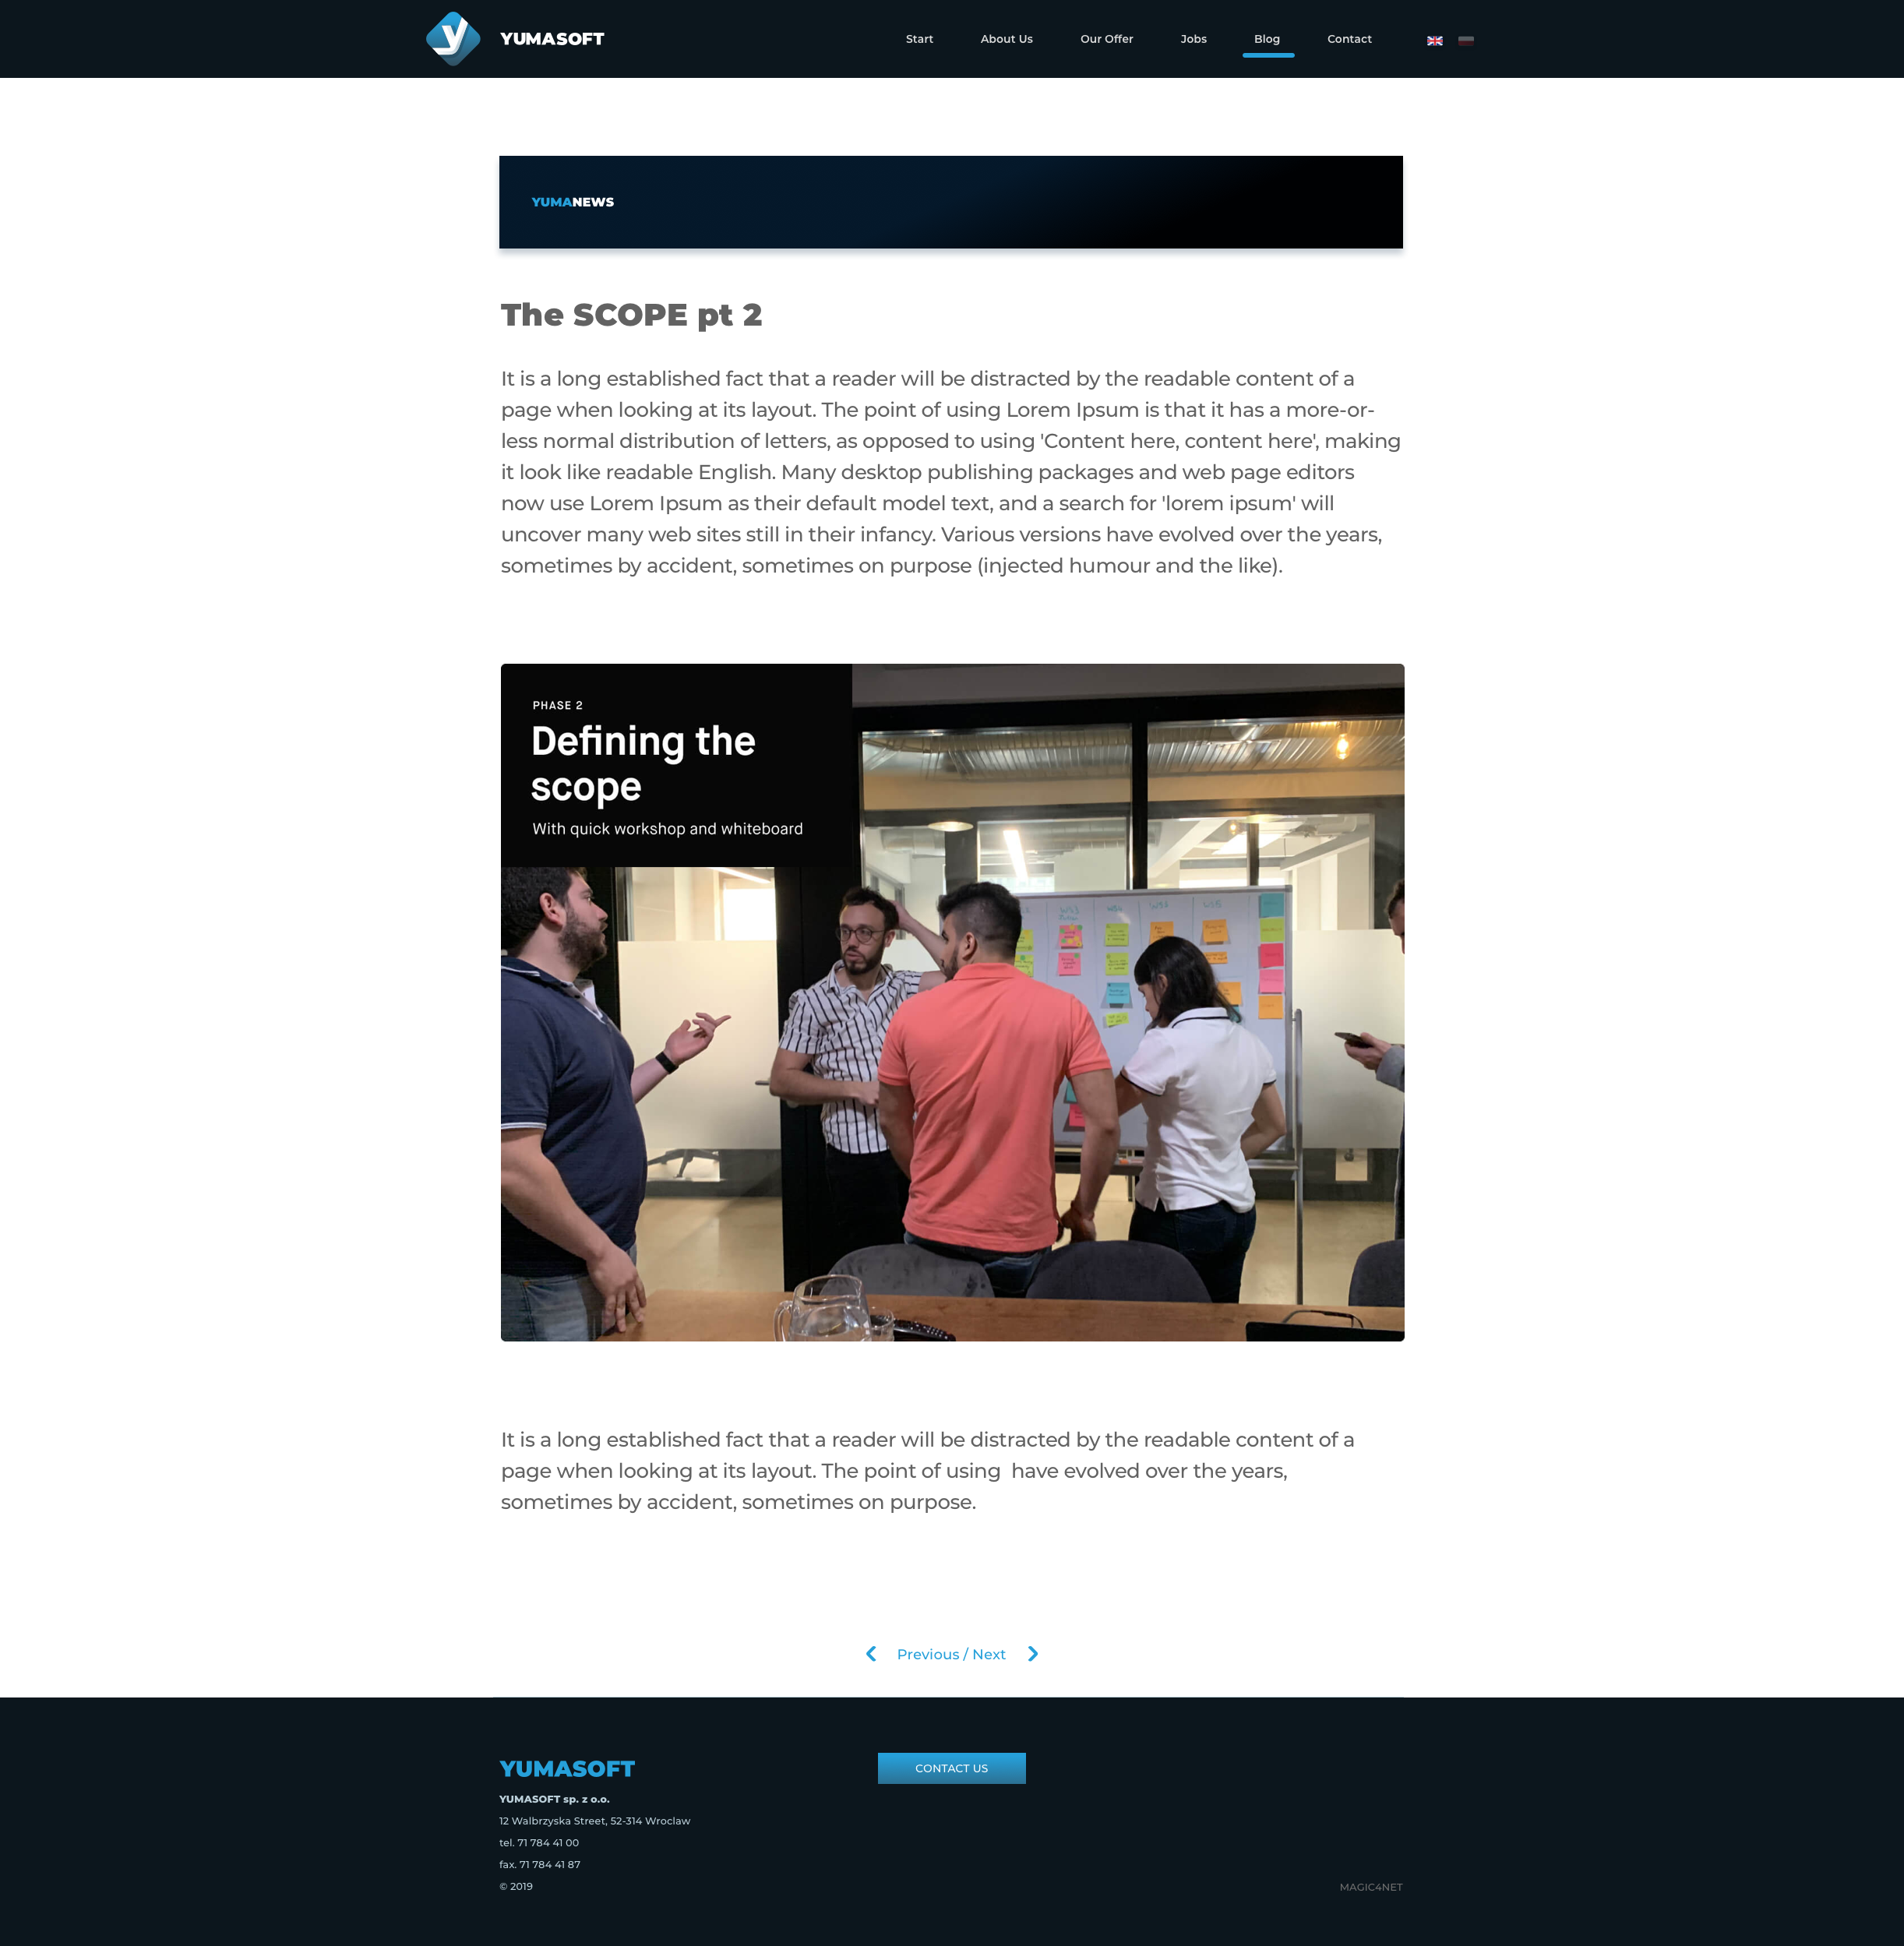 YUMASOFT
Start
About Us
Our Offer
Jobs
Blog
Contact
YUMANEWS
The SCOPE pt 2
It is a long established fact that a reader will be distracted by the readable content of a
page when looking at its layout. The point of using Lorem Ipsum is that it has a more-or-
less normal distribution of letters, as opposed to using 'Content here, content here', making
it look like readable English. Many desktop publishing packages and web page editors
now use Lorem Ipsum as their default model text, and a search for 'lorem ipsum' will
uncover many web sites still in their infancy. Various versions have evolved over the years,
sometimes by accident, sometimes on purpose (injected humour and the like).
PHASE 2
Defining the
scope
With quick workshop and whiteboard
It is a long established fact that a reader will be distracted by the readable content of a
page when looking at its layout. The point of using  have evolved over the years,
sometimes by accident, sometimes on purpose.
Previous / Next
YUMASOFT
CONTACT US
YUMASOFT sp. z o.o.
12 Walbrzyska Street, 52-314 Wroclaw
tel. 71 784 41 00
fax. 71 784 41 87
© 2019
MAGIC4NET